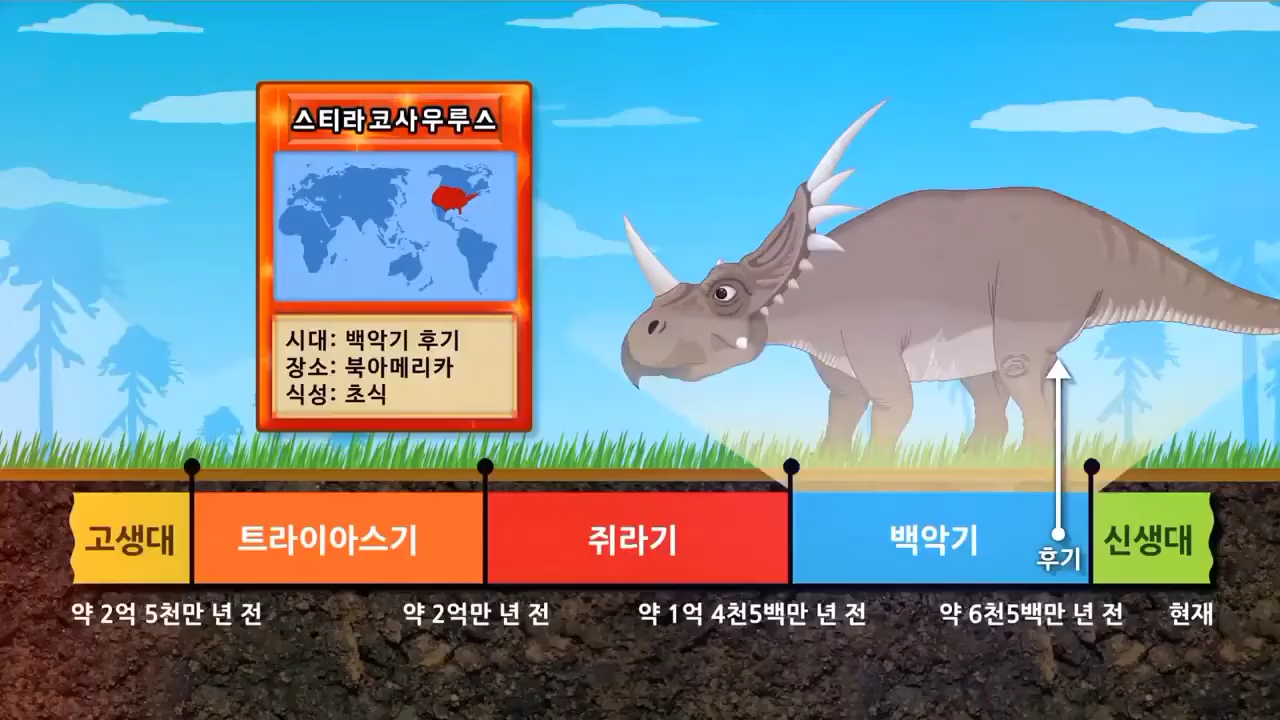 스티라코사우루스
시대: 백악기 후기
장소: 북아메리카
식성: 초식
고생대
트라이아스기
쥐라기
백악기
후기
신생대
약 2억 5천만 년 전
약 2억만 년 전
약 1억 4천5백만 년 전
약 6천5백만 년 전
현재